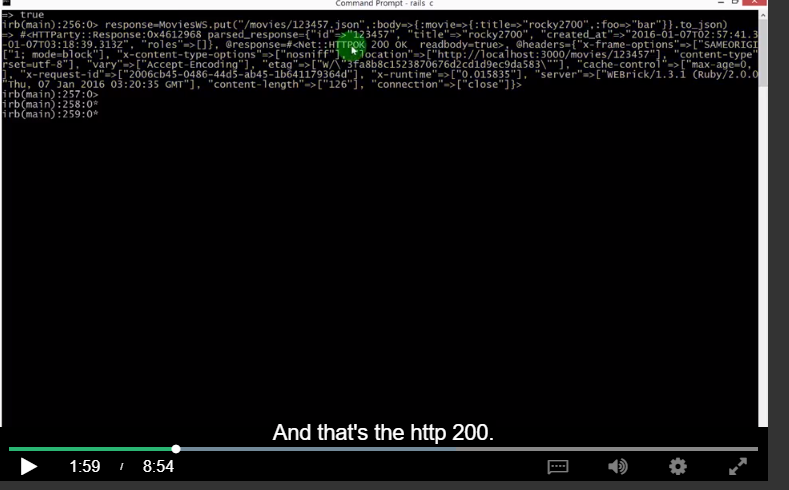 Command Prompt - rails c
=> true
irb(main):256:0> response=MoviesWS.put("/movies/123457.json",:body=>{:movie=>{:title=>"rocky2700",:foo=>"bar"}}.to_json)
=> #<HTTParty::Response:0x4612968 parsed_response={"id"=>"123457", "title"=>"rocky2700", "created_at"=>"2016-01-07T02:57:41.3
-01-07T03:18:39.313Z", "roles"=>[]}, @response=#<Net::HTTPOK 200 OK  readbody=true>, @headers={"x-frame-options"=>["SAMEORIGI
["1; mode=block"], "x-content-type-options"=>["nosniff"], "location"=>["http://localhost:3000/movies/123457"], "content-type"
rset=utf-8"], "vary"=>["Accept-Encoding"], "etag"=>["W/\"3fa8b8c1523870676d2cd1d9ec9da583\""], "cache-control"=>["max-age=0,
], "x-request-id"=>["2006cb45-0486-44d5-ab45-1b641179364d"], "x-runtime"=>["0.015835"], "server"=>["WEBrick/1.3.1 (Ruby/2.0.0
"Thu, 07 Jan 2016 03:20:35 GMT"], "content-length"=>["126"], "connection"=>["close"]}>
irb(main):257:0>
irb(main):258:0*
irb(main):259:0*
And that's the http 200.
1:59 / 8:54